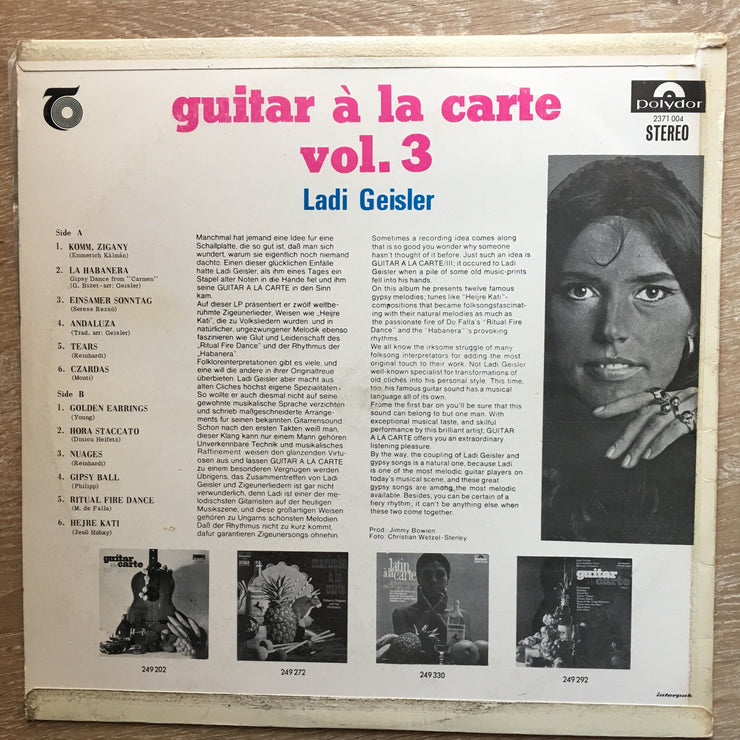 guitar à la carte
vol. 3
Ladi Geisler
polydor
2371 004
STEREO
Side A
1. KOMM, ZIGANY
(Emmerich Kálmán)
2. LA HABANERA
Gipsy Dance from "Carmen"
(G. Bizet-arr: Geisler)
3. EINSAMER SONNTAG
(Seress Rezsö)
4. ANDALUZA
(Trad. arr: Geisler)
5. TEARS
(Reinhardt)
6. CZARDAS
(Monti)
Side B
1. GOLDEN EARRINGS
(Young)
2. HORA STACCATO
(Dinicu Heifetz)
3. NUAGES
(Reinhardt)
4. GIPSY BALL
(Philipp)
5. RITUAL FIRE DANCE
(M. de Falla)
6. HEJRE KATI
(Jenö Hubay)
Manchmal hat jemand eine Idee fur eine
Schallplatte, die so gut ist, daß man sich
wundert, warum sie eigentlich noch niemand
dachte. Einen dieser glücklichen Einfälle
hatte Ladi Geisler, als ihm eines Tages ein
Stapel alter Noten in die Hande fiel und ihm
seine GUITAR A LA CARTE in den Sinn
kam.
Auf dieser LP präsentiert er zwölf weltbe-
rühmte Zigeunerlieder, Weisen wie „Heijre
Kati", die zu Volksliedern wurden und in
natürlicher, ungezwungener Melodik ebenso
faszinieren wie Glut und Leidenschaft des
„Ritual Fire Dance" und der Rhythmus der
„Habanera".
Folkloreinterpretationen gibt es viele, und
eine will die andere in ihrer Originaltreue
überbieten. Ladi Geisler aber macht aus
alten Cliches höchst eigene Spezialitäten.
So wollte er auch diesmal nicht auf seine
gewohnte musikalische Sprache verzichten
und schrieb maßgeschneiderte Arrange-
ments für seinen bekannten Gitarrensound.
Schon nach den ersten Takten weiß man,
dieser Klang kann nur einem Mann gehören.
Unverkennbare Technik und musikalisches
Raffinement weisen den glänzenden Virtu-
osen aus und lassen GUITAR A LA CARTE
zu einem besonderen Vergnügen werden
Übrigens, das Zusammentreffen von Ladi
Geisler und Zigeunerliedern ist gar nicht
verwunderlich, denn Ladi ist einer der me-
lodischsten Gitarristen auf der heutigen
Musikszene, und diese großartigen Weisen
gehören zu Ungarns schönsten Melodien.
Daß der Rhythmus nicht zu kurz kommt,
dafur garantieren Zigeunersongs ohnehin.
Sometimes a recording idea comes along
that is so good you wonder why someone
hasn't thought of it before. Just such an idea is
GUITAR A LA CARTE/III; it occured to Ladi
Geisler when a pile of some old music-prints
fell into his hands.
On this album he presents twelve famous
gypsy melodies; tunes like "Heijre Kati"-
compositions that became folksongsfascinat-
ing with their natural melodies as much as
the passionate fire of De Falla's "Ritual Fire
Dance" and the "Habanera"'s provoking
rhythms.
We all know the irksome struggle of many
folksong interpretators for adding the most
original touch to their work. Not Ladi Geisler
well-known specialist for transformations of
old clichés into his personal style. This time,
too, his famous guitar sound has a musical
language all of its own.
Frome the first bar on you'll be sure that this
sound can belong to but one man. With
exceptional musical taste, and skilful
performance by this brilliant artist, GUITAR
A LA CARTE offers you an extraordinary
listening pleasure.
By the way, the coupling of Ladi Geisler and
gypsy songs is a natural one, because Ladi
is one of the most melodic guitar players on
today's musical scene, and these great
gypsy songs are among the most melodic
available. Besides, you can be certain of a
fiery rhythm; it can't be anything else when
these two come together.
Prod: Jimmy Bowien
Foto: Christian Wetzel-Sterley
guitar
à la
carte
marimba
a la
carte
latin
à la carte
guitar
carte
249 202
249 272
249 330
249 292
interpak